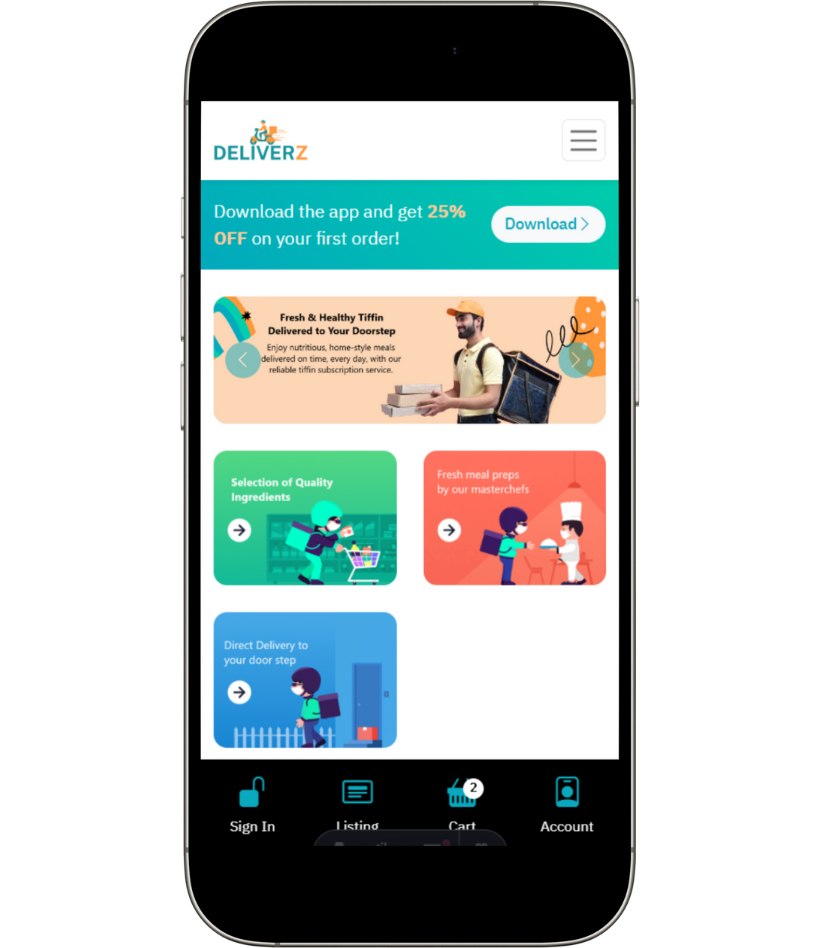 DELIVERZ
Download the app and get 25%
OFF on your first order!
Download
Fresh & Healthy Tiffin
Delivered to Your Doorstep
Enjoy nutritious, home-style meals
delivered on time, every day, with our
reliable tiffin subscription service.
Selection of Quality
Ingredients
Fresh meal preps
by our masterchefs
Direct Delivery to
your door step
2
Sign In
Listing
Cart
Account